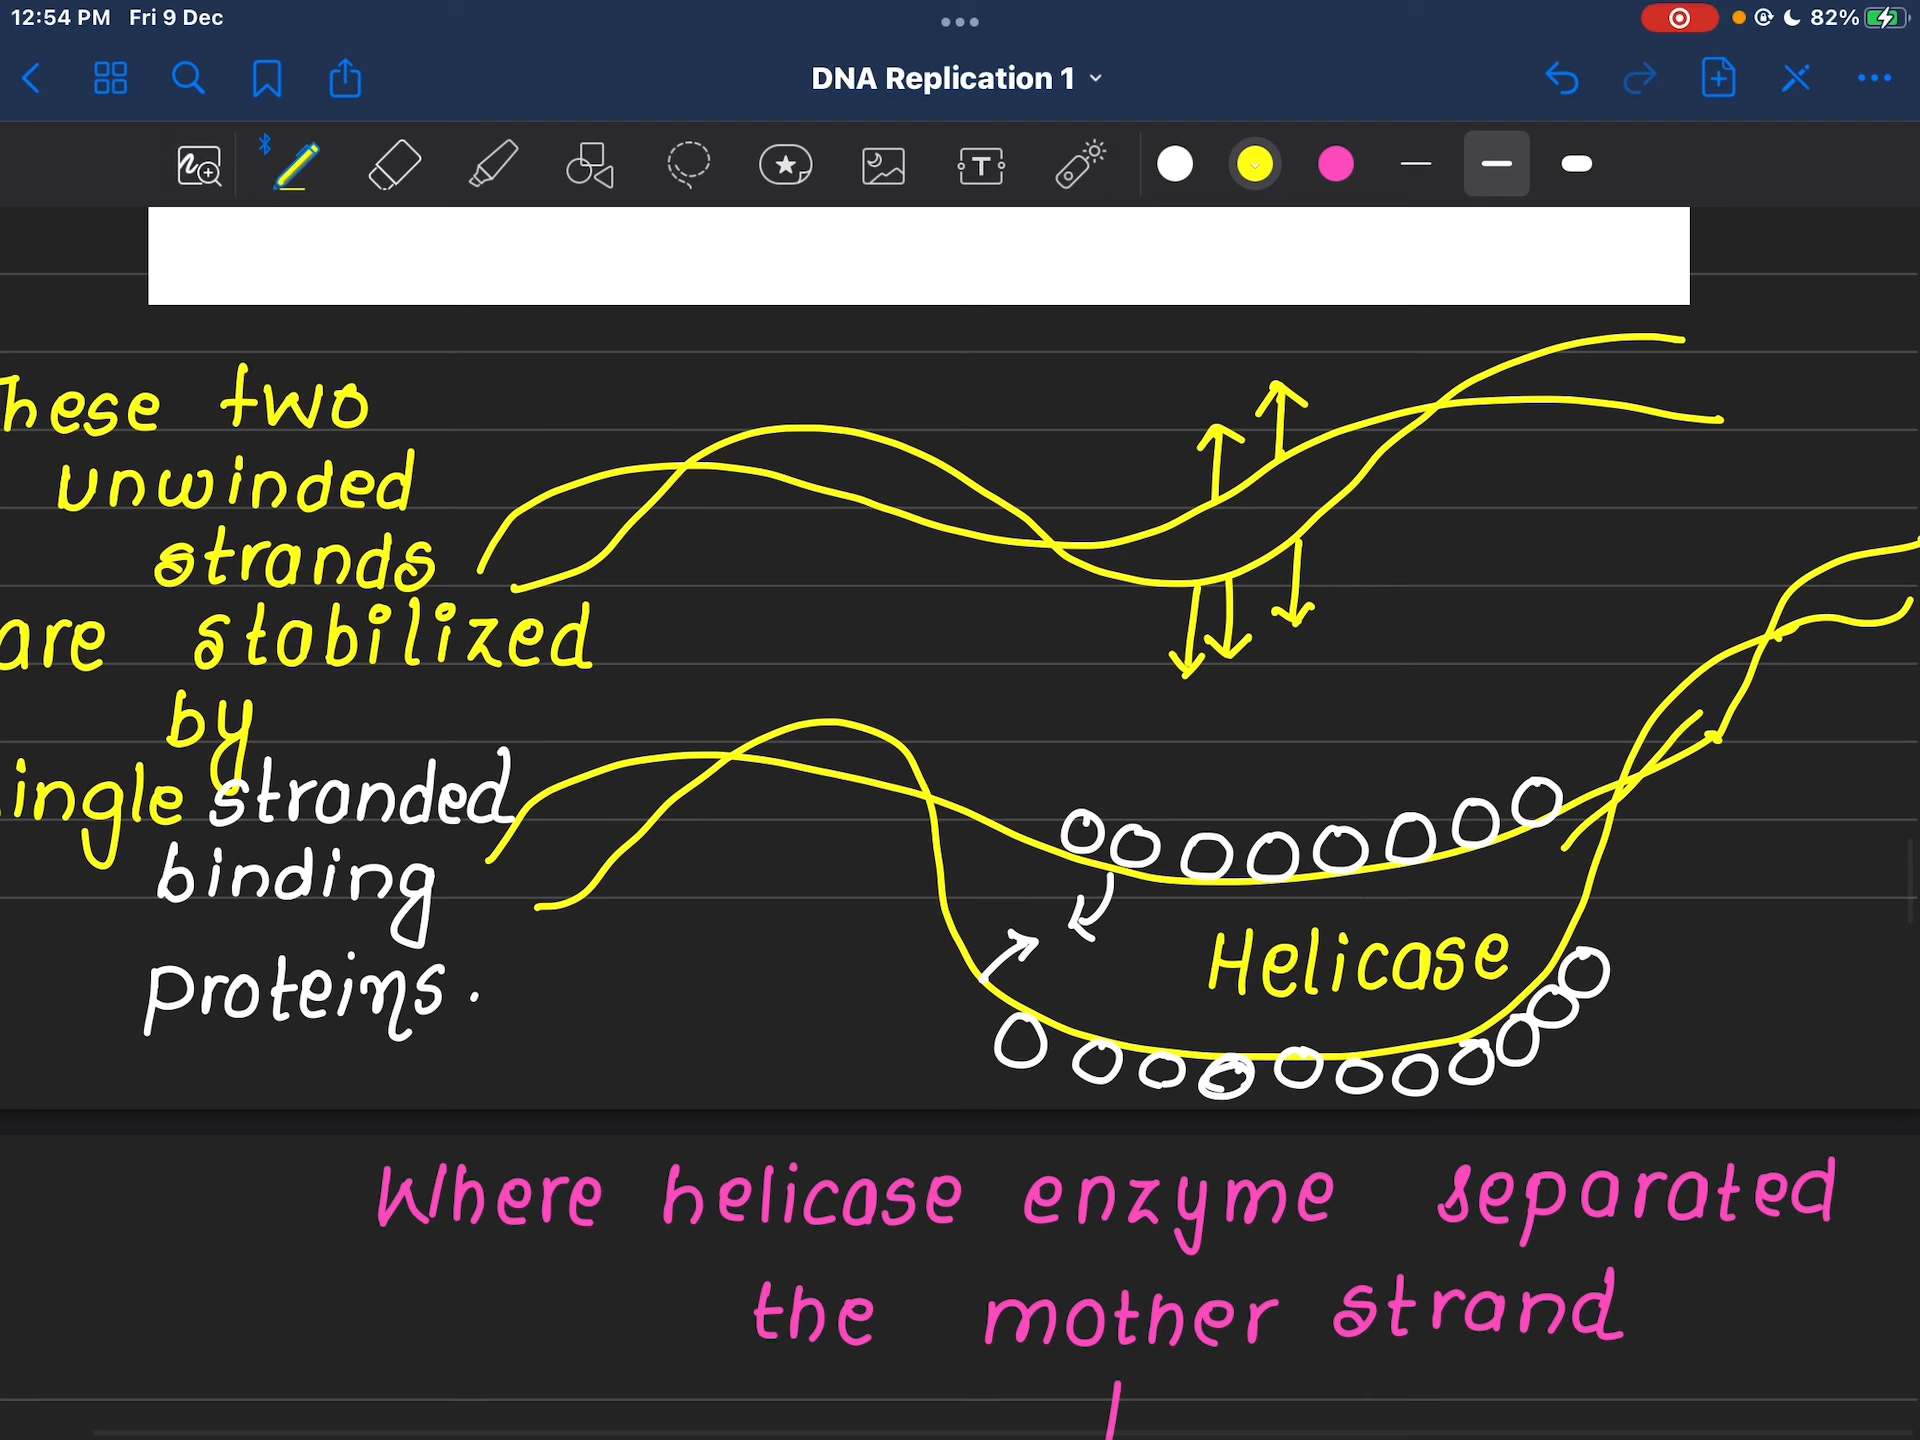 12:54 PM Fri 9 Dec
82%
DNA Replication 1
hese two
unwinded
strands
are stabilized
by
ingle stranded
binding
proteins.
Helicase
Where helicase enzyme separated
the mother strand